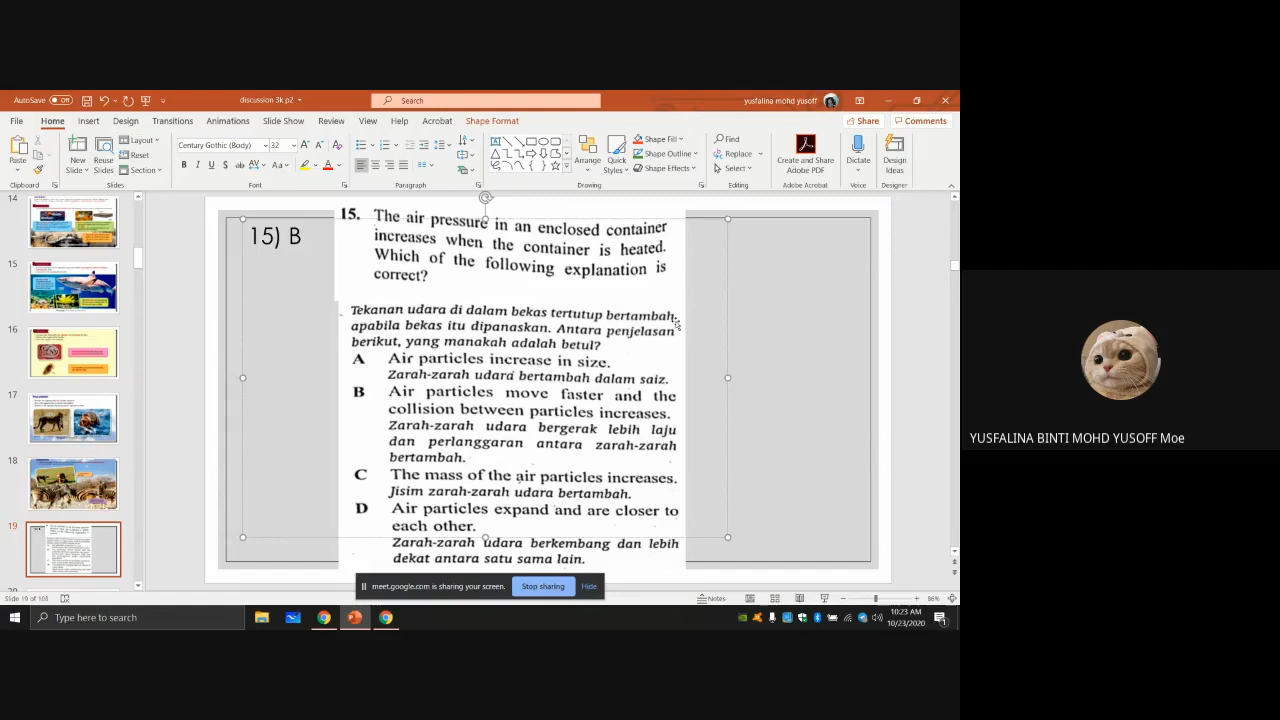 AutoSave Off
discussion 3k p2
Search
yusfalina mohd yusoff
File Home Insert Design Transitions Animations Slide Show Review View Help Acrobat Shape Format
Share Comments
Paste
New Slide
Reuse Slides
Layout
Reset
Section
Century Gothic (Body) 32
Arrange
Quick Styles
Shape Fill
Shape Outline
Shape Effects
Find
Replace
Select
Create and Share Adobe PDF
Dictate
Design Ideas
Clipboard Slides Font Paragraph Drawing Editing Adobe Acrobat Voice Designer
14
15
16
17
18
19
15) B
15. The air pressure in an enclosed container
increases when the container is heated.
Which of the following explanation is
correct?
Tekanan udara di dalam bekas tertutup bertambah
apabila bekas itu dipanaskan. Antara penjelasan
berikut, yang manakah adalah betul?
A Air particles increase in size.
Zarah-zarah udara bertambah dalam saiz.
B Air particles move faster and the
collision between particles increases.
Zarah-zarah udara bergerak lebih laju
dan perlanggaran antara zarah-zarah
bertambah.
C The mass of the air particles increases.
Jisim zarah-zarah udara bertambah.
D Air particles expand and are closer to
each other.
Zarah-zarah udara berkembang dan lebih
dekat antara satu sama lain.
meet.google.com is sharing your screen. Stop sharing Hide
Slide 19 of 108
Notes
86%
Type here to search
10:23 AM
10/23/2020
YUSFALINA BINTI MOHD YUSOFF Moe